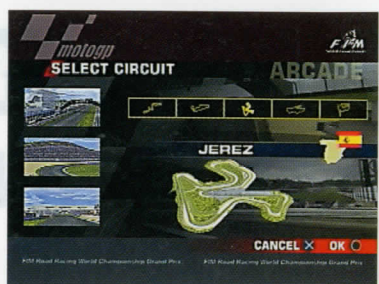 motogp
FIM
SELECT CIRCUIT
ARCADE
JEREZ
CANCEL X OK O
FIM Road Racing World Championship Grand Prix
FIM Road Racing World Championship Grand Prix